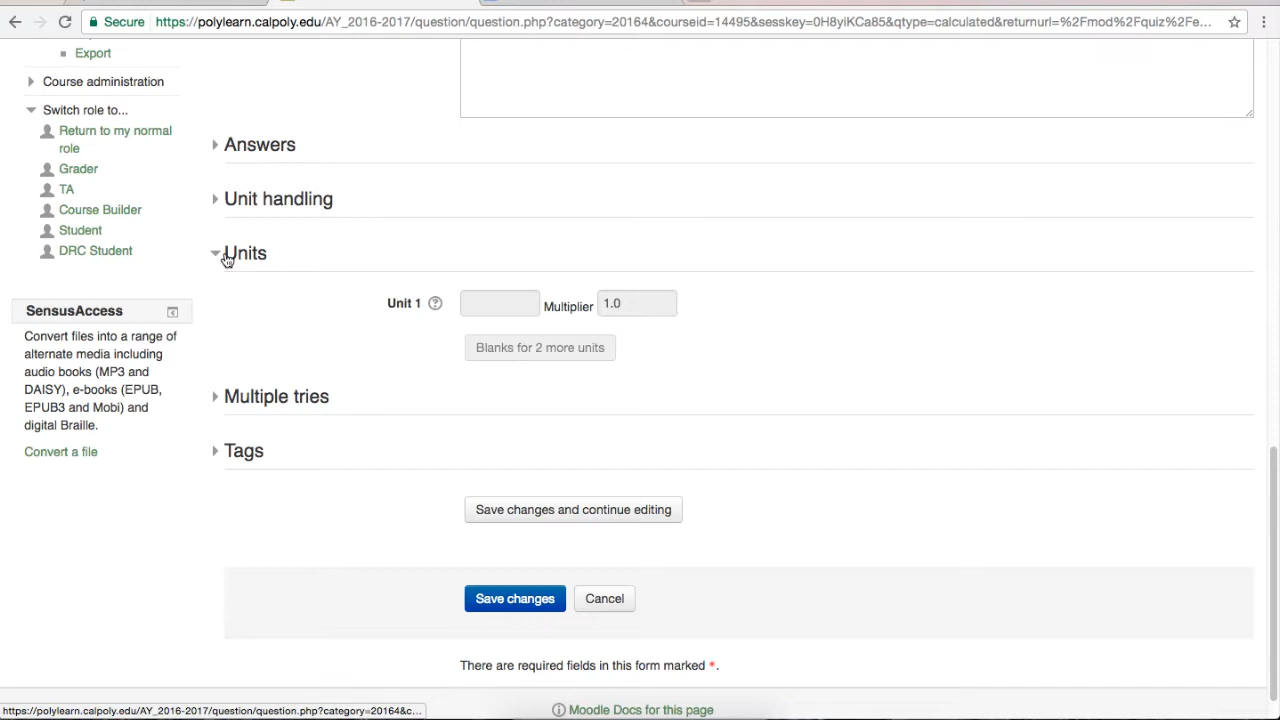 Secure https://polylearn.calpoly.edu/AY_2016-2017/question/question.php?category=20164&courseid=14495&sesskey=0H8yiKCa85&qtype=calculated&returnurl=%2Fmod%2Fquiz%2Fe...
Export
Course administration
Switch role to...
Return to my normal
role
Grader
TA
Course Builder
Student
DRC Student
SensusAccess
Convert files into a range of
alternate media including
audio books (MP3 and
DAISY), e-books (EPUB,
EPUB3 and Mobi) and
digital Braille.
Convert a file
Answers
Unit handling
Units
Unit 1 ? Multiplier 1.0
Blanks for 2 more units
Multiple tries
Tags
Save changes and continue editing
Save changes Cancel
There are required fields in this form marked *.
https://polylearn.calpoly.edu/AY_2016-2017/question/question.php?category=20164&c...
Moodle Docs for this page